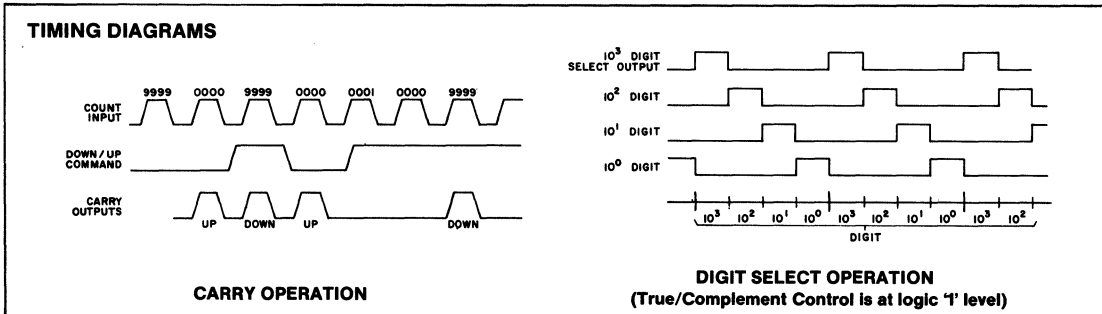 TIMING DIAGRAMS
9999 0000 9999 0000 0001 0000 9999
COUNT
INPUT
DOWN/UP
COMMAND
CARRY
OUTPUTS
UP DOWN UP DOWN
CARRY OPERATION
10³ DIGIT
SELECT OUTPUT
10² DIGIT
10¹ DIGIT
10⁰ DIGIT
10³ 10² 10¹ 10⁰ 10³ 10² 10¹ 10⁰ 10³ 10²
DIGIT
DIGIT SELECT OPERATION
(True/Complement Control is at logic '1' level)